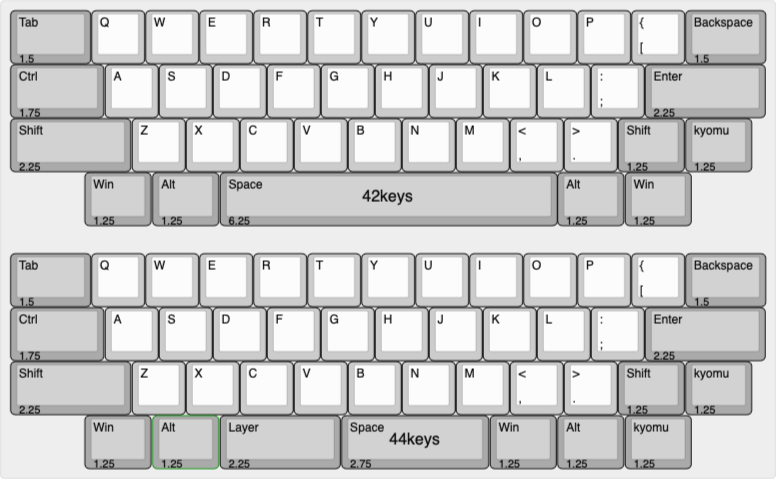 Tab Q W E R T Y U I O P { Backspace
[
1.5 1.5
Ctrl A S D F G H J K L : Enter
;
1.75 2.25
Shift Z X C V B N M < > Shift kyomu
, .
2.25 1.25 1.25
Win Alt Space Alt Win
42keys
1.25 1.25 6.25 1.25 1.25
Tab Q W E R T Y U I O P { Backspace
[
1.5 1.5
Ctrl A S D F G H J K L : Enter
;
1.75 2.25
Shift Z X C V B N M < > Shift kyomu
, .
2.25 1.25 1.25
Win Alt Layer Space Win Alt kyomu
44keys
1.25 1.25 2.25 2.75 1.25 1.25 1.25